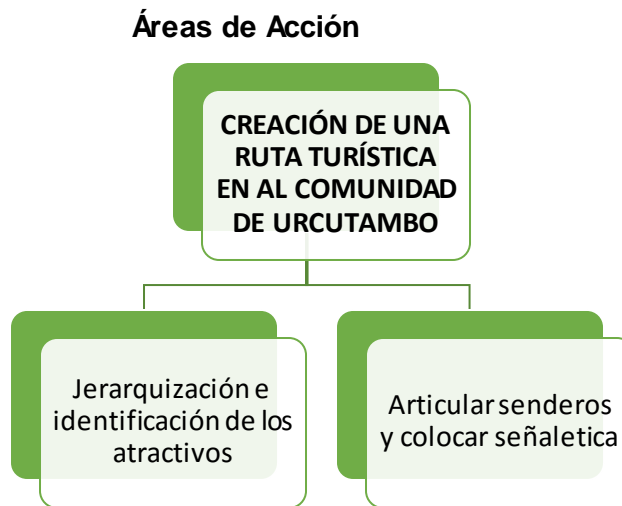 Áreas de Acción
CREACIÓN DE UNA
RUTA TURÍSTICA
EN AL COMUNIDAD
DE URCUTAMBO
Jerarquización e
identificación de los
atractivos
Articular senderos
y colocar señaletica